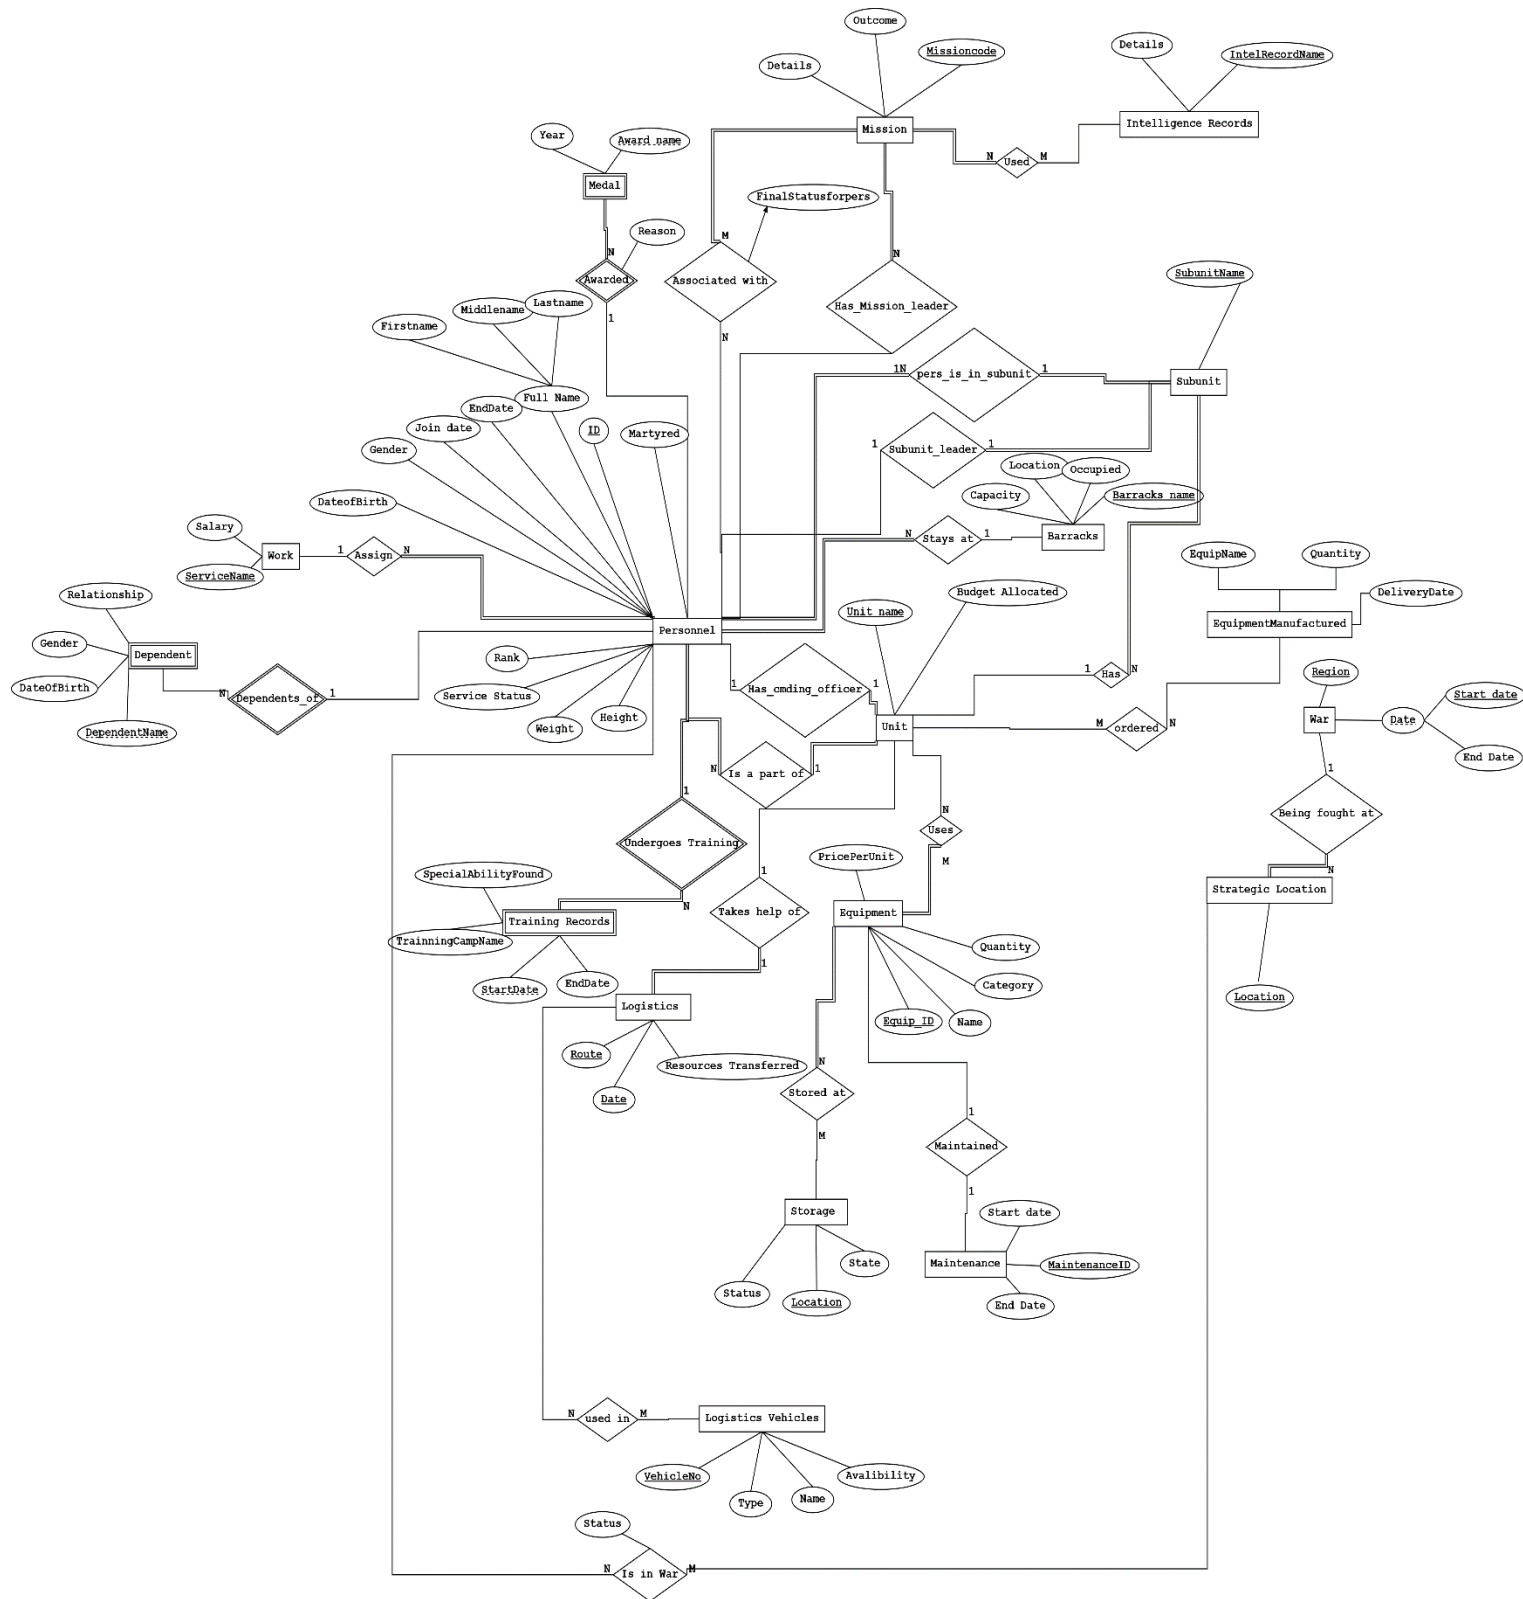 Outcome
Missioncode
Details
Details
IntelRecordName
Mission
Intelligence Records
N
Used
M
Year
Award name
Medal
FinalStatusforpers
Reason
N
Awarded
1
M
Associated with
N
N
Has_Mission_leader
SubunitName
Lastname
Middlename
Firstname
Full Name
EndDate
Join date
Gender
ID
Martyred
DateofBirth
1N
pers_is_in_subunit
1
Subunit
1
Subunit_leader
1
Location
Occupied
Capacity
Barracks name
Salary
Work
1
Assign
N
ServiceName
N
Stays at
1
Barracks
EquipName
Quantity
DeliveryDate
EquipmentManufactured
Relationship
Gender
Dependent
DateOfBirth
DependentName
N
Dependents_of
1
Personnel
Unit name
Budget Allocated
Rank
Service Status
Weight
Height
1
Has_cmding_officer
1
1
Has
N
Unit
M
ordered
N
Region
War
Date
Start date
End Date
N
Is a part of
1
1
Being fought at
N
1
Undergoes Training
N
N
Uses
M
PricePerUnit
Strategic Location
Location
SpecialAbilityFound
Training Records
TrainningCampName
StartDate
EndDate
1
Takes help of
1
Equipment
Quantity
Category
Equip_ID
Name
Logistics
Route
Resources Transferred
Date
N
Stored at
M
1
Maintained
1
Storage
State
Status
Location
Start date
Maintenance
MaintenanceID
End Date
N
used in
M
Logistics Vehicles
VehicleNo
Type
Name
Avalibility
Status
N
Is in War
M